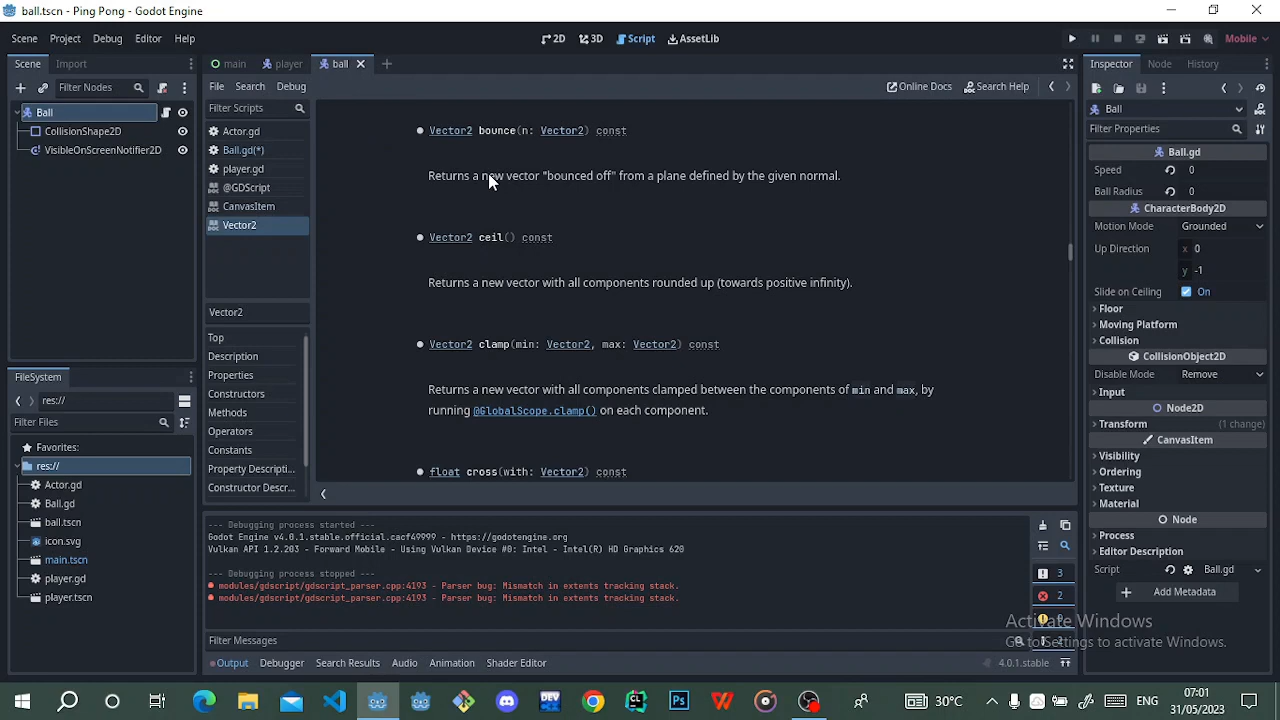 ball.tscn - Ping Pong - Godot Engine
Scene Project Debug Editor Help
2D 3D Script AssetLib
Mobile
Scene Import
main player ball
Inspector Node History
Filter Nodes
File Search Debug
Online Docs Search Help
Ball
CollisionShape2D
VisibleOnScreenNotifier2D
Filter Scripts
Actor.gd
Ball.gd(*)
player.gd
@GDScript
CanvasItem
Vector2
Vector2
Top
Description
Properties
Constructors
Methods
Operators
Constants
Property Descripti...
Constructor Descr...
Vector2 bounce(n: Vector2) const
Returns a new vector "bounced off" from a plane defined by the given normal.
Vector2 ceil() const
Returns a new vector with all components rounded up (towards positive infinity).
Vector2 clamp(min: Vector2, max: Vector2) const
Returns a new vector with all components clamped between the components of min and max, by
running @GlobalScope.clamp() on each component.
float cross(with: Vector2) const
Ball
Filter Properties
Ball.gd
Speed 0
Ball Radius 0
CharacterBody2D
Motion Mode Grounded
Up Direction x 0
y -1
Slide on Ceiling On
Floor
Moving Platform
Collision
CollisionObject2D
Disable Mode Remove
Input
Node2D
Transform (1 change)
CanvasItem
Visibility
Ordering
Texture
Material
Node
Process
Editor Description
Script Ball.gd
Add Metadata
FileSystem
res://
Filter Files
Favorites:
res://
Actor.gd
Ball.gd
ball.tscn
icon.svg
main.tscn
player.gd
player.tscn
--- Debugging process started ---
Godot Engine v4.0.1.stable.official.cacf49999 - https://godotengine.org
Vulkan API 1.2.203 - Forward Mobile - Using Vulkan Device #0: Intel - Intel(R) HD Graphics 620
--- Debugging process stopped ---
modules/gdscript/gdscript_parser.cpp:4193 - Parser bug: Mismatch in extents tracking stack.
modules/gdscript/gdscript_parser.cpp:4193 - Parser bug: Mismatch in extents tracking stack.
3
2
Filter Messages
Output Debugger Search Results Audio Animation Shader Editor
4.0.1.stable
Activate Windows
Go to Settings to activate Windows.
30°C
ENG
07:01
31/05/2023